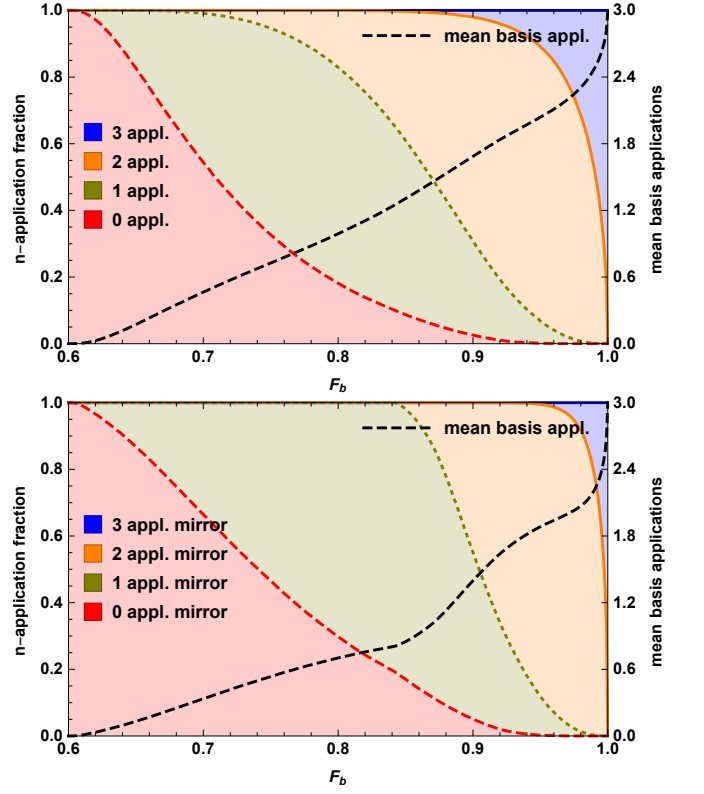 1.0
0.8
0.6
0.4
0.2
0.0
n-application fraction
3.0
2.4
1.8
1.2
0.6
0.0
mean basis applications
mean basis appl.
3 appl.
2 appl.
1 appl.
0 appl.
0.6 0.7 0.8 0.9 1.0
F_b
1.0
0.8
0.6
0.4
0.2
0.0
n-application fraction
3.0
2.4
1.8
1.2
0.6
0.0
mean basis applications
mean basis appl.
3 appl. mirror
2 appl. mirror
1 appl. mirror
0 appl. mirror
0.6 0.7 0.8 0.9 1.0
F_b